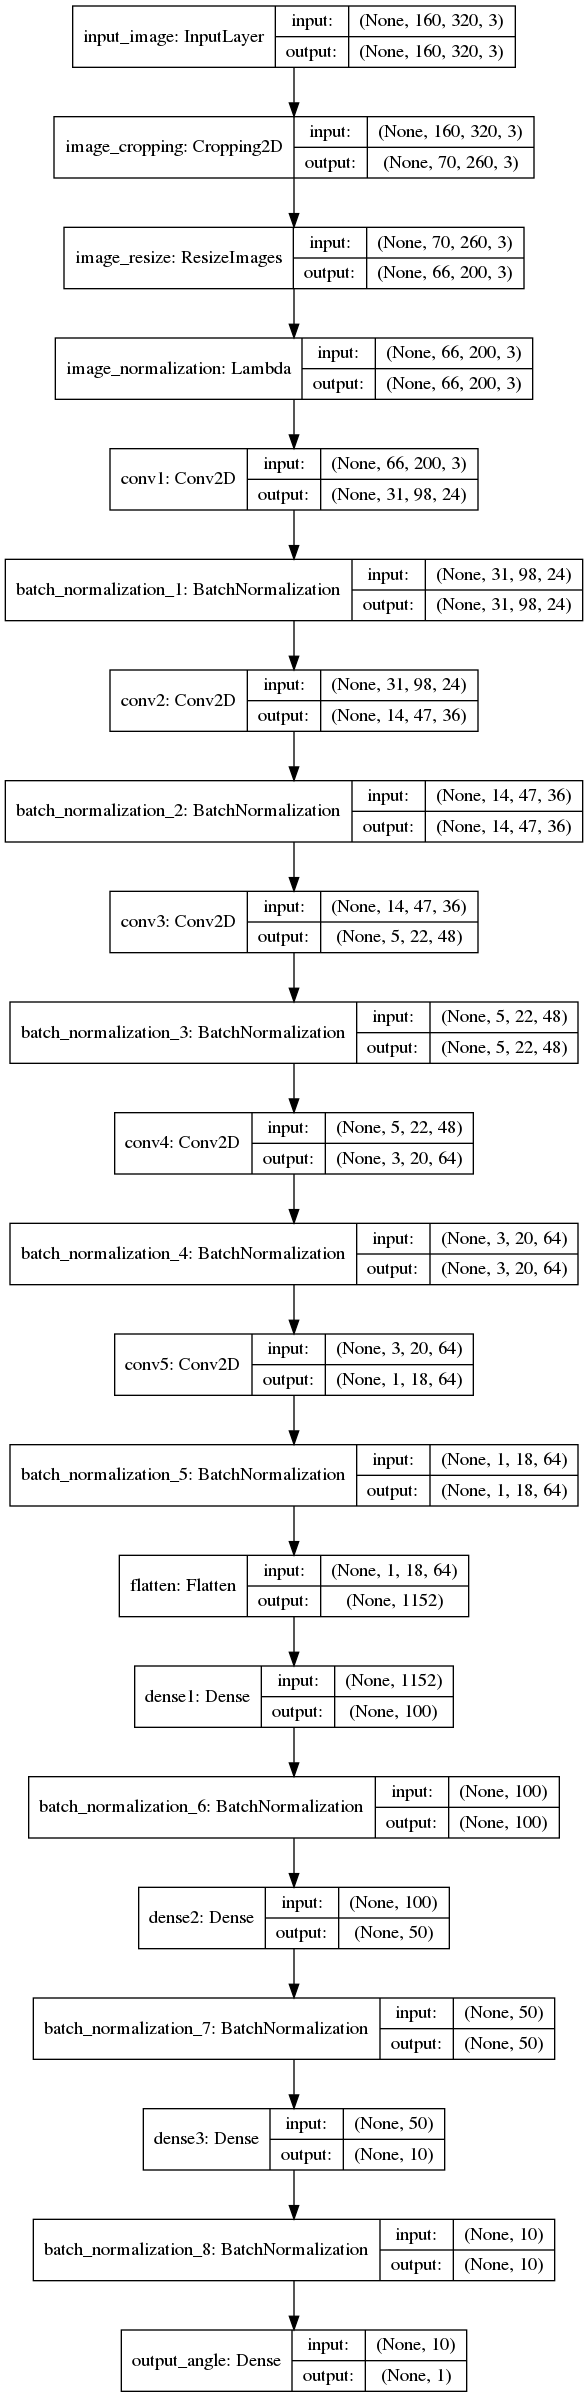 input_image: InputLayer
input: (None, 160, 320, 3)
output: (None, 160, 320, 3)
image_cropping: Cropping2D
input: (None, 160, 320, 3)
output: (None, 70, 260, 3)
image_resize: ResizeImages
input: (None, 70, 260, 3)
output: (None, 66, 200, 3)
image_normalization: Lambda
input: (None, 66, 200, 3)
output: (None, 66, 200, 3)
conv1: Conv2D
input: (None, 66, 200, 3)
output: (None, 31, 98, 24)
batch_normalization_1: BatchNormalization
input: (None, 31, 98, 24)
output: (None, 31, 98, 24)
conv2: Conv2D
input: (None, 31, 98, 24)
output: (None, 14, 47, 36)
batch_normalization_2: BatchNormalization
input: (None, 14, 47, 36)
output: (None, 14, 47, 36)
conv3: Conv2D
input: (None, 14, 47, 36)
output: (None, 5, 22, 48)
batch_normalization_3: BatchNormalization
input: (None, 5, 22, 48)
output: (None, 5, 22, 48)
conv4: Conv2D
input: (None, 5, 22, 48)
output: (None, 3, 20, 64)
batch_normalization_4: BatchNormalization
input: (None, 3, 20, 64)
output: (None, 3, 20, 64)
conv5: Conv2D
input: (None, 3, 20, 64)
output: (None, 1, 18, 64)
batch_normalization_5: BatchNormalization
input: (None, 1, 18, 64)
output: (None, 1, 18, 64)
flatten: Flatten
input: (None, 1, 18, 64)
output: (None, 1152)
dense1: Dense
input: (None, 1152)
output: (None, 100)
batch_normalization_6: BatchNormalization
input: (None, 100)
output: (None, 100)
dense2: Dense
input: (None, 100)
output: (None, 50)
batch_normalization_7: BatchNormalization
input: (None, 50)
output: (None, 50)
dense3: Dense
input: (None, 50)
output: (None, 10)
batch_normalization_8: BatchNormalization
input: (None, 10)
output: (None, 10)
output_angle: Dense
input: (None, 10)
output: (None, 1)